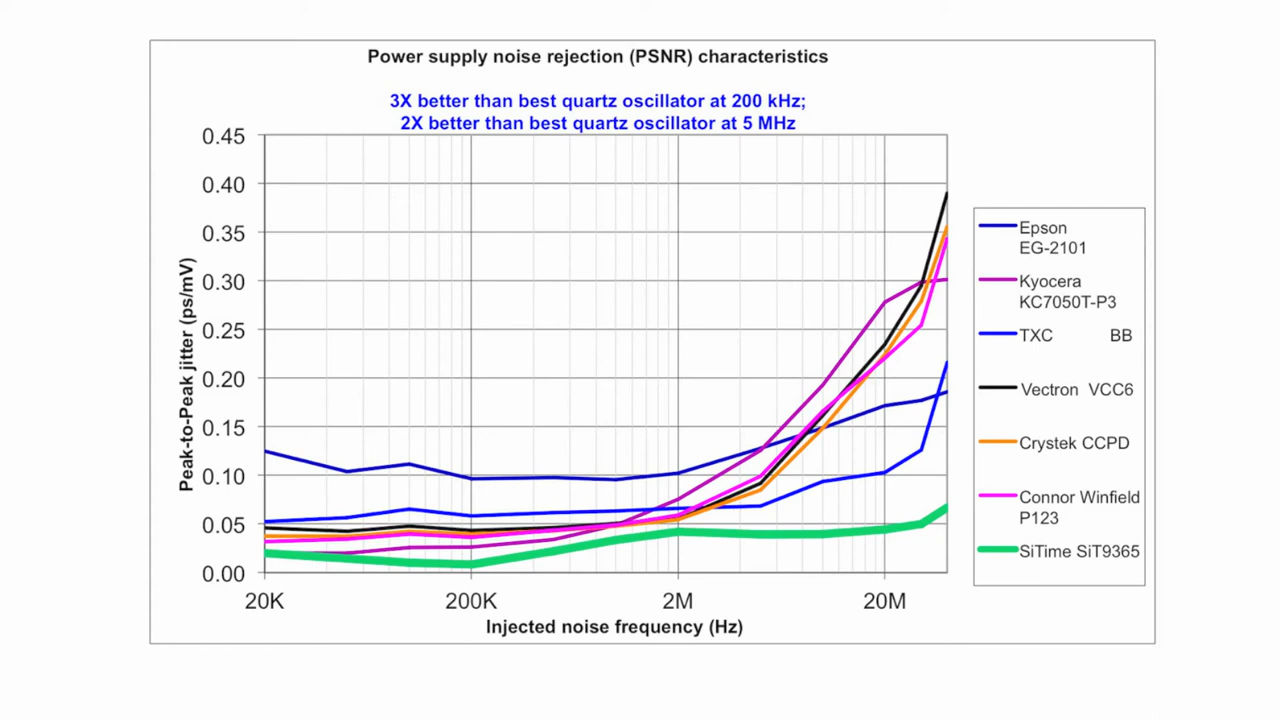 Power supply noise rejection (PSNR) characteristics
3X better than best quartz oscillator at 200 kHz;
2X better than best quartz oscillator at 5 MHz
0.45
0.40
0.35
0.30
0.25
0.20
0.15
0.10
0.05
0.00
Peak-to-Peak jitter (ps/mV)
20K 200K 2M 20M
Injected noise frequency (Hz)
Epson
EG-2101
Kyocera
KC7050T-P3
TXC BB
Vectron VCC6
Crystek CCPD
Connor Winfield
P123
SiTime SiT9365